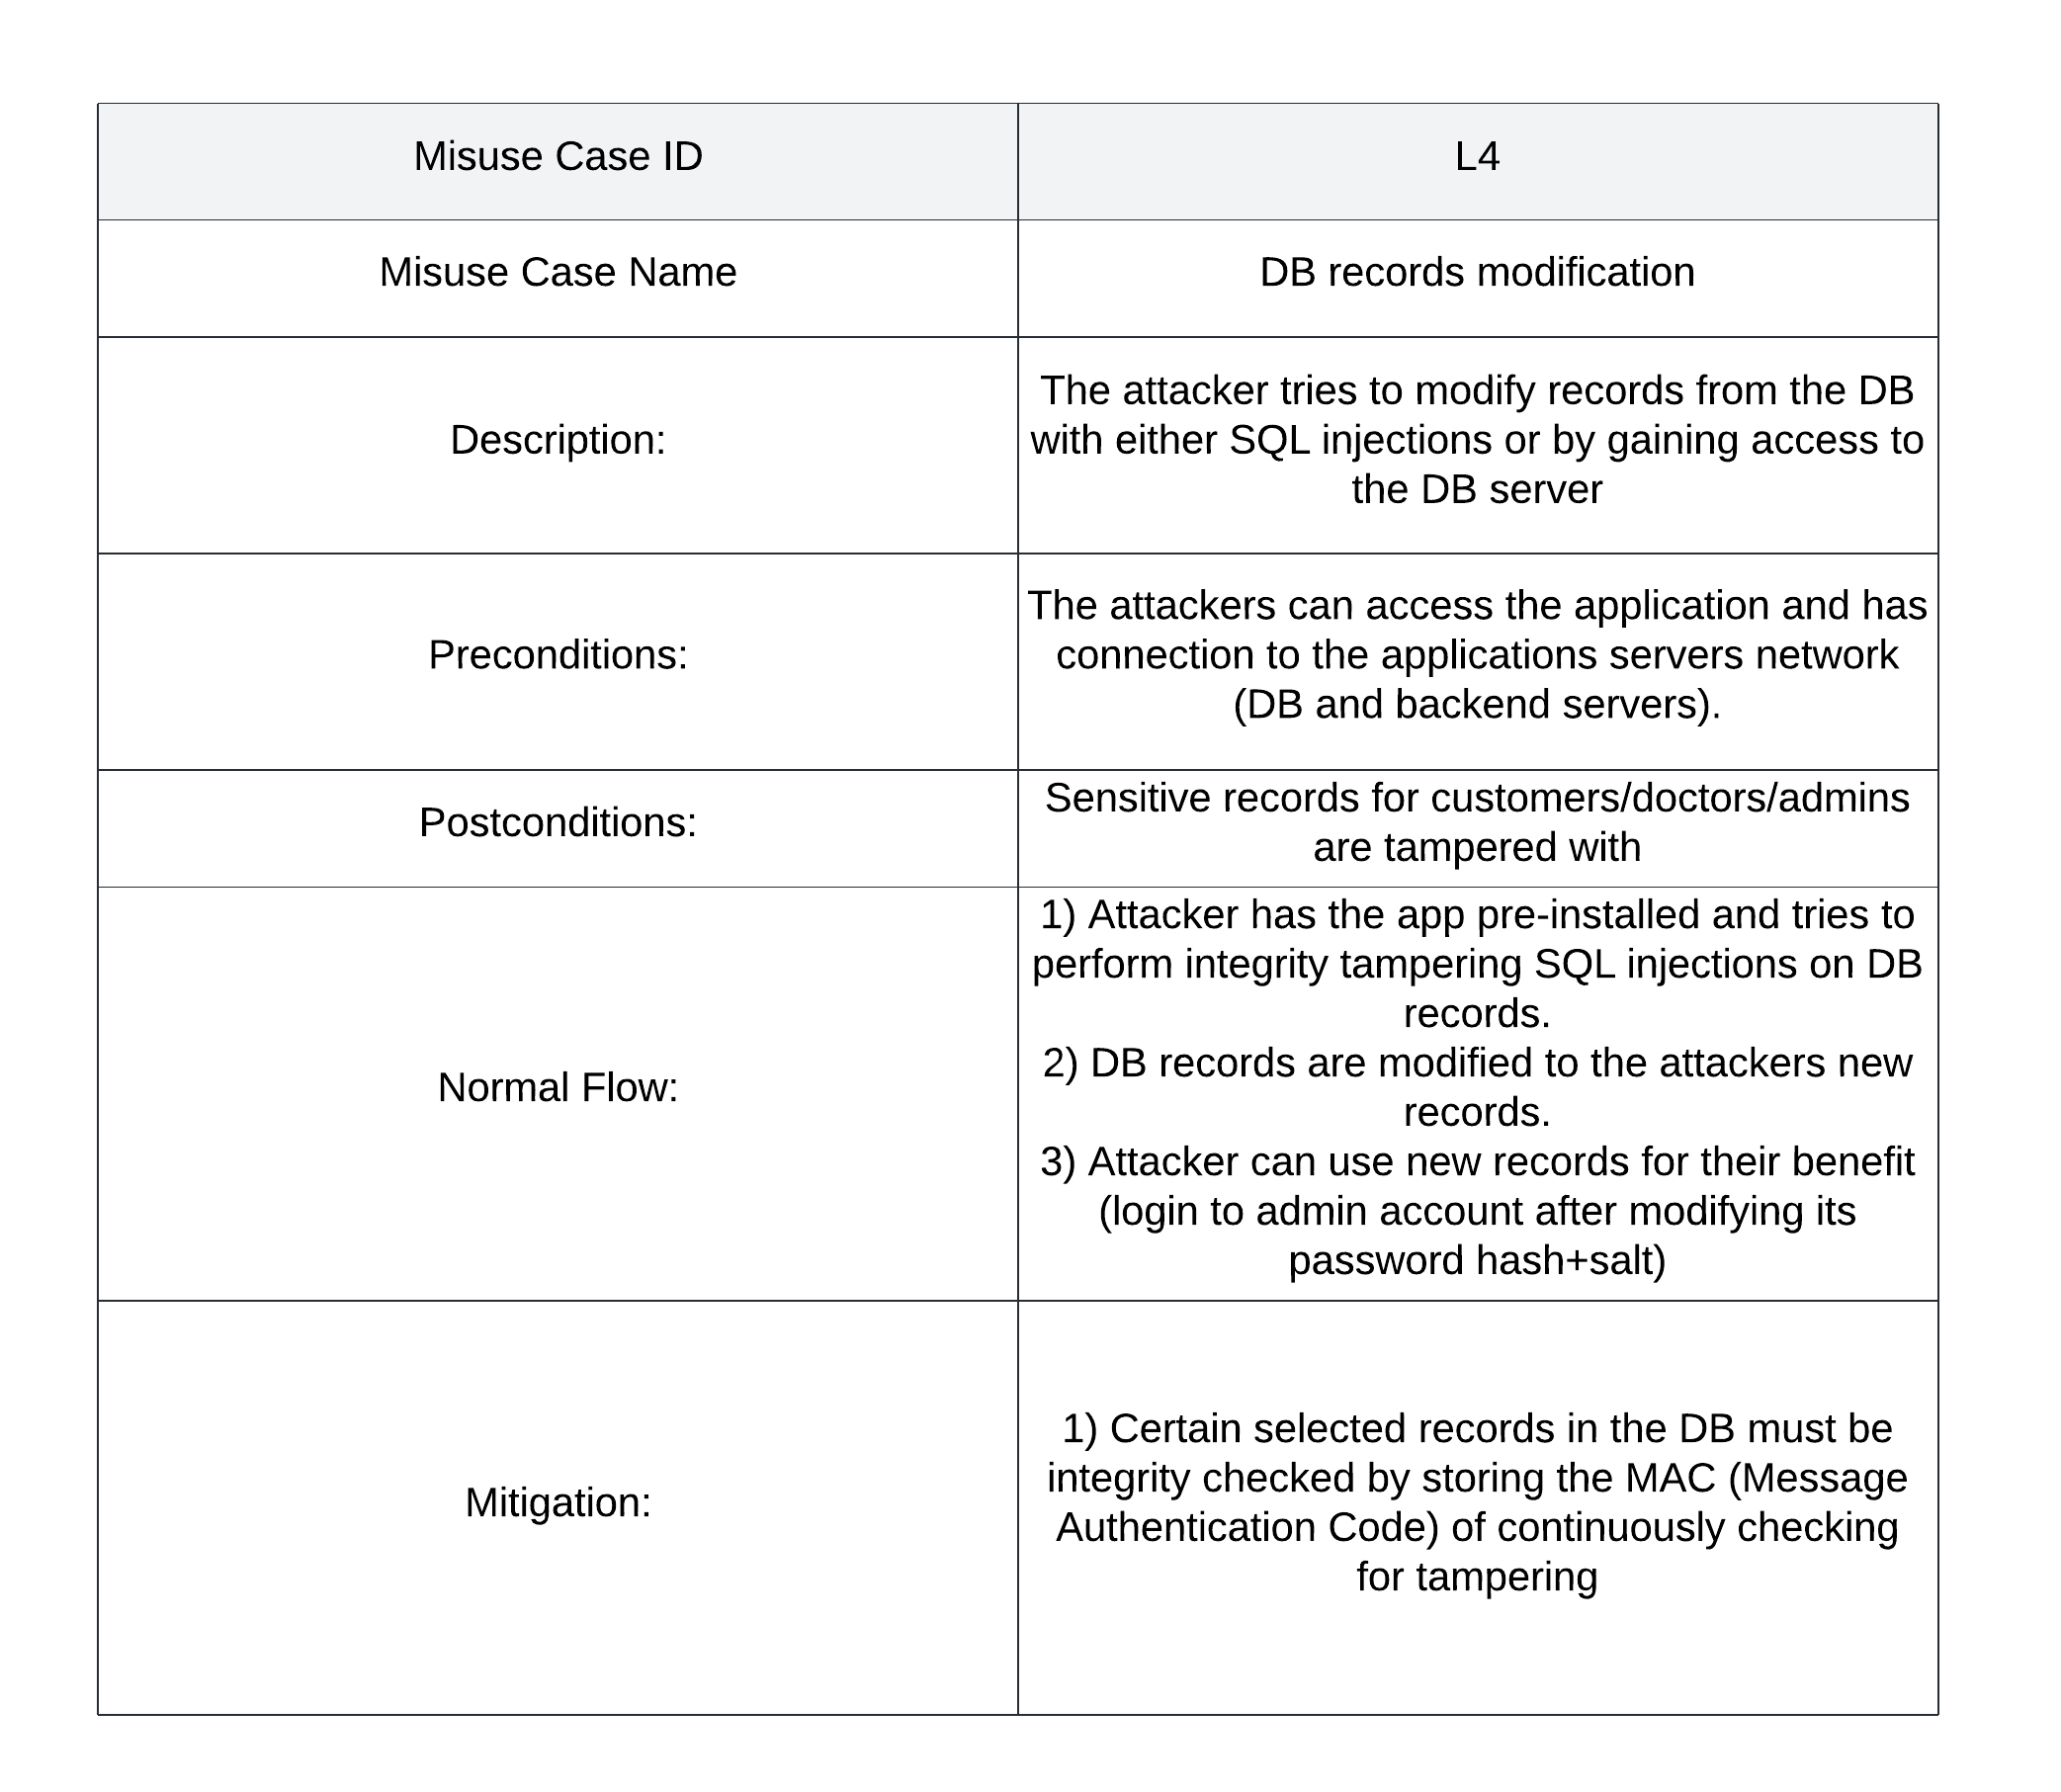 Misuse Case ID
L4
Misuse Case Name
DB records modification
Description:
The attacker tries to modify records from the DB
with either SQL injections or by gaining access to
the DB server
Preconditions:
The attackers can access the application and has
connection to the applications servers network
(DB and backend servers).
Postconditions:
Sensitive records for customers/doctors/admins
are tampered with
Normal Flow:
1) Attacker has the app pre-installed and tries to
perform integrity tampering SQL injections on DB
records.
2) DB records are modified to the attackers new
records.
3) Attacker can use new records for their benefit
(login to admin account after modifying its
password hash+salt)
Mitigation:
1) Certain selected records in the DB must be
integrity checked by storing the MAC (Message
Authentication Code) of continuously checking
for tampering